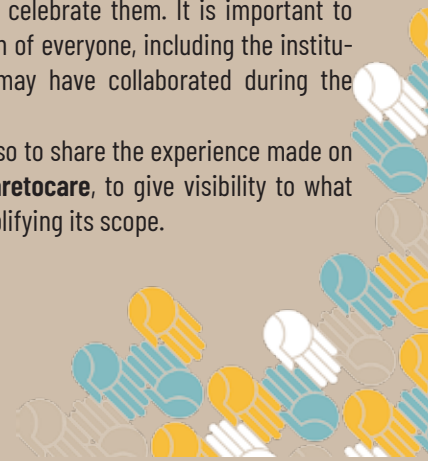 celebrate them. It is important to
n of everyone, including the institu-
may have collaborated during the
so to share the experience made on
aretocare, to give visibility to what
lifying its scope.